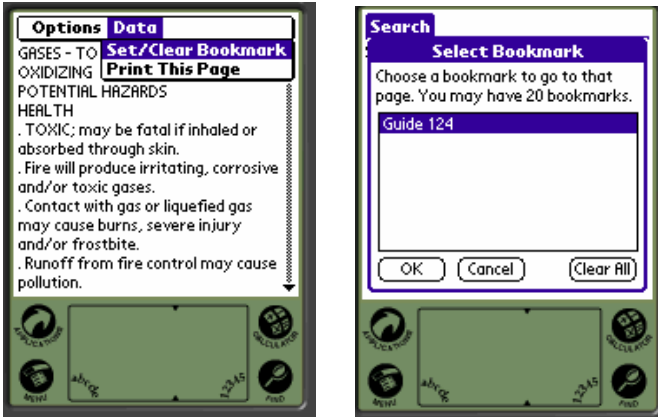 Options Data
GASES - TO Set/Clear Bookmark
OXIDIZING Print This Page
POTENTIAL HAZARDS
HEALTH
. TOXIC; may be fatal if inhaled or
absorbed through skin.
. Fire will produce irritating, corrosive
and/or toxic gases.
. Contact with gas or liquefied gas
may cause burns, severe injury
and/or frostbite.
. Runoff from fire control may cause
pollution.
APPLICATIONS
CALCULATOR
MENU
abcde
12345
FIND
Search
Select Bookmark
Choose a bookmark to go to that
page. You may have 20 bookmarks.
Guide 124
OK Cancel Clear All
APPLICATIONS
CALCULATOR
MENU
abcde
12345
FIND